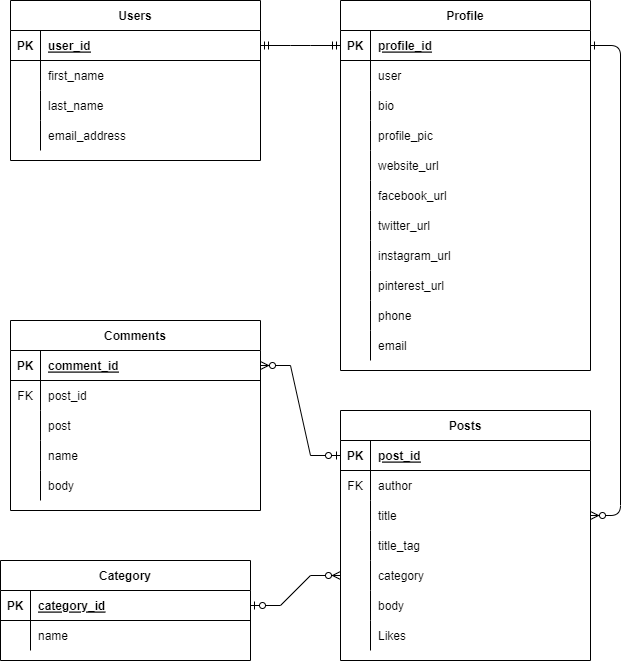 Users
PK user_id
first_name
last_name
email_address
Profile
PK profile_id
user
bio
profile_pic
website_url
facebook_url
twitter_url
instagram_url
pinterest_url
phone
email
Comments
PK comment_id
FK post_id
post
name
body
Posts
PK post_id
FK author
title
title_tag
category
body
Likes
Category
PK category_id
name